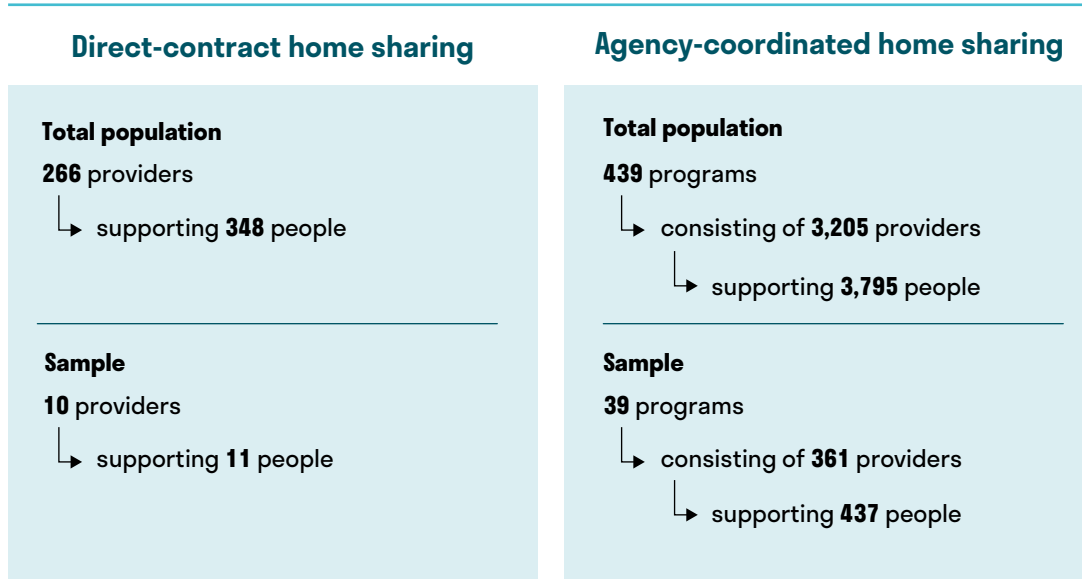 Direct-contract home sharing
Total population
266 providers
supporting 348 people
Sample
10 providers
supporting 11 people
Agency-coordinated home sharing
Total population
439 programs
consisting of 3,205 providers
supporting 3,795 people
Sample
39 programs
consisting of 361 providers
supporting 437 people